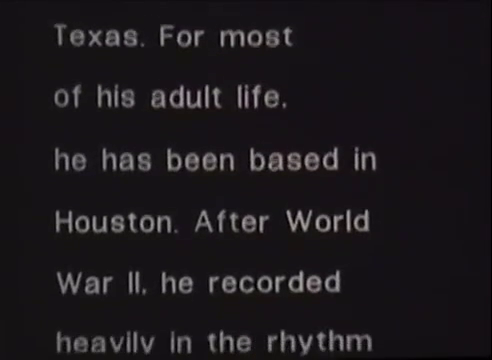 Texas. For most
of his adult life,
he has been based in
Houston. After World
War II, he recorded
heavily in the rhythm